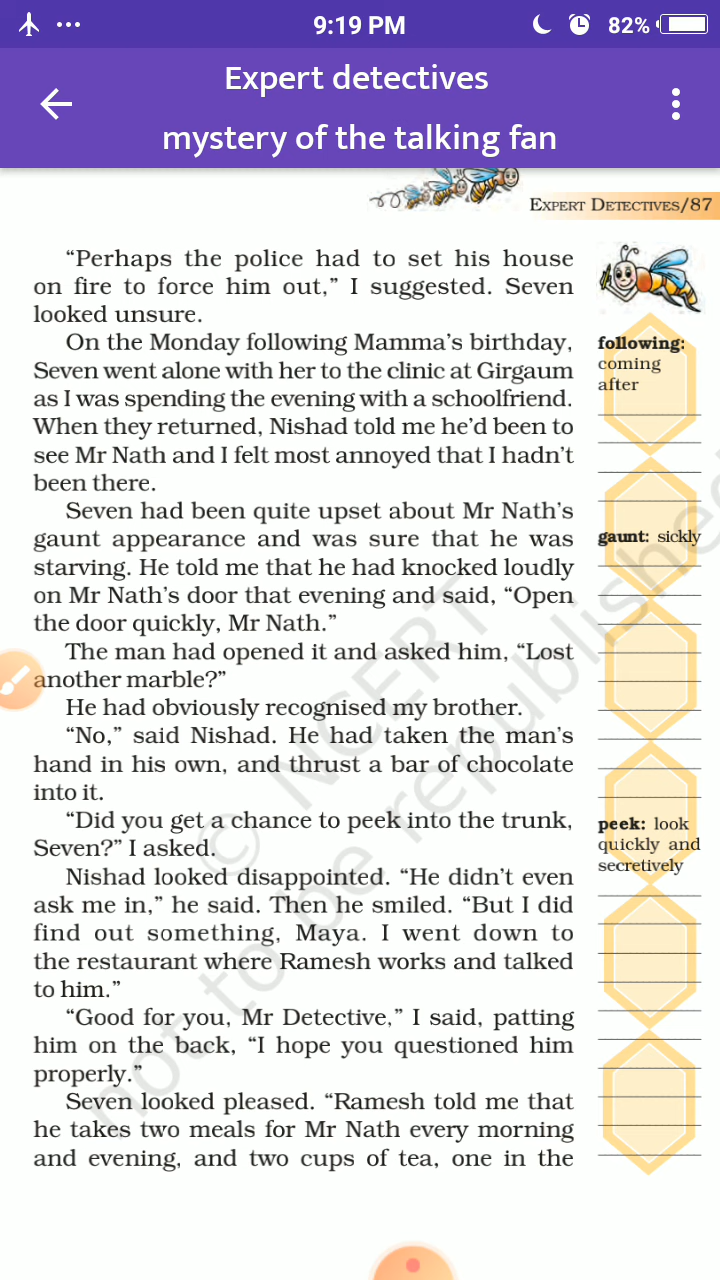 9:19 PM
82%
Expert detectives
mystery of the talking fan
EXPERT DETECTIVES/87
“Perhaps the police had to set his house
on fire to force him out,” I suggested. Seven
looked unsure.
On the Monday following Mamma’s birthday,
Seven went alone with her to the clinic at Girgaum
as I was spending the evening with a schoolfriend.
When they returned, Nishad told me he’d been to
see Mr Nath and I felt most annoyed that I hadn’t
been there.
Seven had been quite upset about Mr Nath’s
gaunt appearance and was sure that he was
starving. He told me that he had knocked loudly
on Mr Nath’s door that evening and said, “Open
the door quickly, Mr Nath.”
The man had opened it and asked him, “Lost
another marble?”
He had obviously recognised my brother.
“No,” said Nishad. He had taken the man’s
hand in his own, and thrust a bar of chocolate
into it.
“Did you get a chance to peek into the trunk,
Seven?” I asked.
Nishad looked disappointed. “He didn’t even
ask me in,” he said. Then he smiled. “But I did
find out something, Maya. I went down to
the restaurant where Ramesh works and talked
to him.”
“Good for you, Mr Detective,” I said, patting
him on the back, “I hope you questioned him
properly.”
Seven looked pleased. “Ramesh told me that
he takes two meals for Mr Nath every morning
and evening, and two cups of tea, one in the
following:
coming
after
gaunt: sickly
peek: look
quickly and
secretively
© NCERT
not to be republished